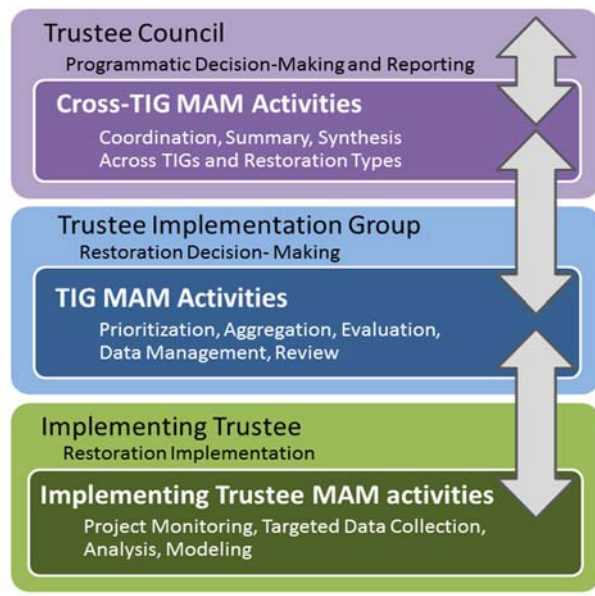 Trustee Council
Programmatic Decision-Making and Reporting
Cross-TIG MAM Activities
Coordination, Summary, Synthesis
Across TIGs and Restoration Types
Trustee Implementation Group
Restoration Decision- Making
TIG MAM Activities
Prioritization, Aggregation, Evaluation,
Data Management, Review
Implementing Trustee
Restoration Implementation
Implementing Trustee MAM activities
Project Monitoring, Targeted Data Collection,
Analysis, Modeling